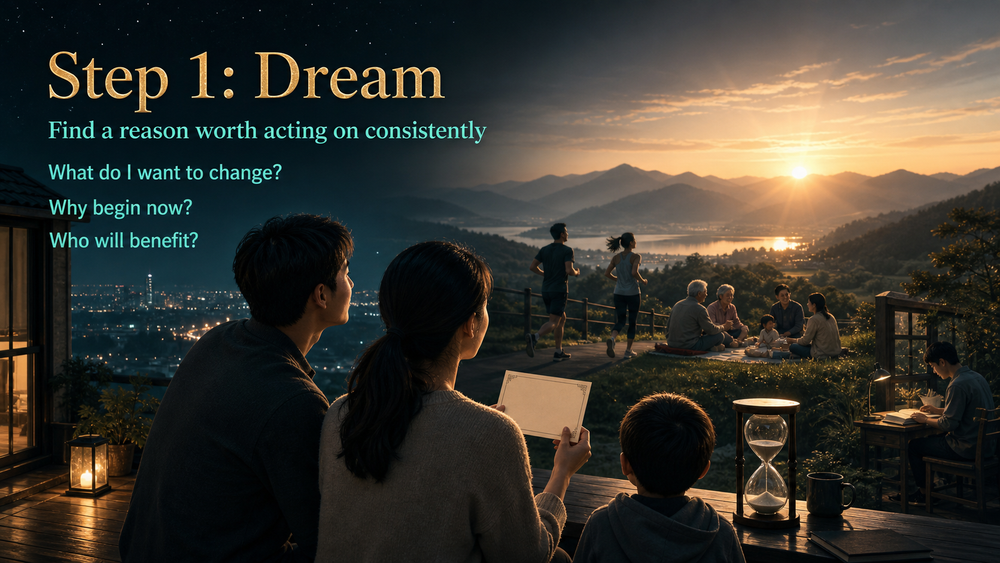 Step 1: Dream
Find a reason worth acting on consistently
What do I want to change?
Why begin now?
Who will benefit?